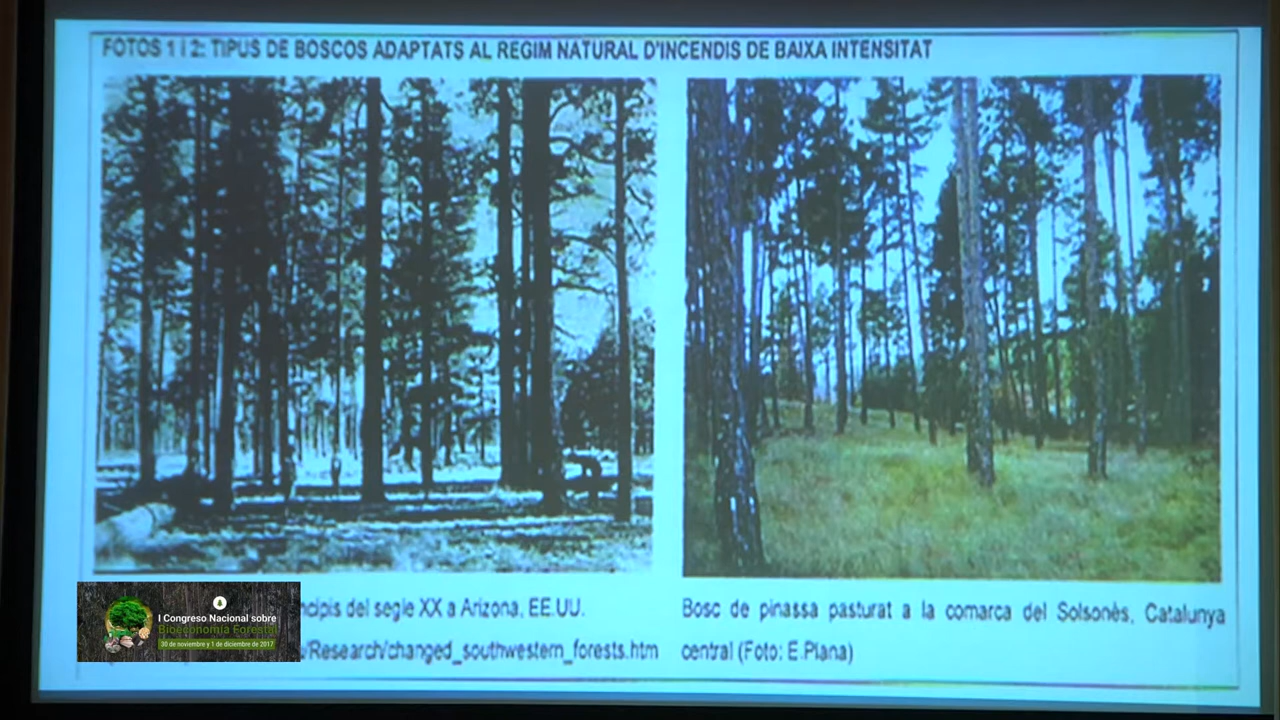 FOTOS 1 i 2: TIPUS DE BOSCOS ADAPTATS AL REGIM NATURAL D'INCENDIS DE BAIXA INTENSITAT
del segle XX a Arizona, EE.UU.
/Research/changed_southwestern_forests.htm
Bosc de pinassa pasturat a la comarca del Solsonès, Catalunya
central (Foto: E.Plana)
I Congreso Nacional sobre
Bioeconomía Forestal
30 de noviembre y 1 de diciembre de 2017